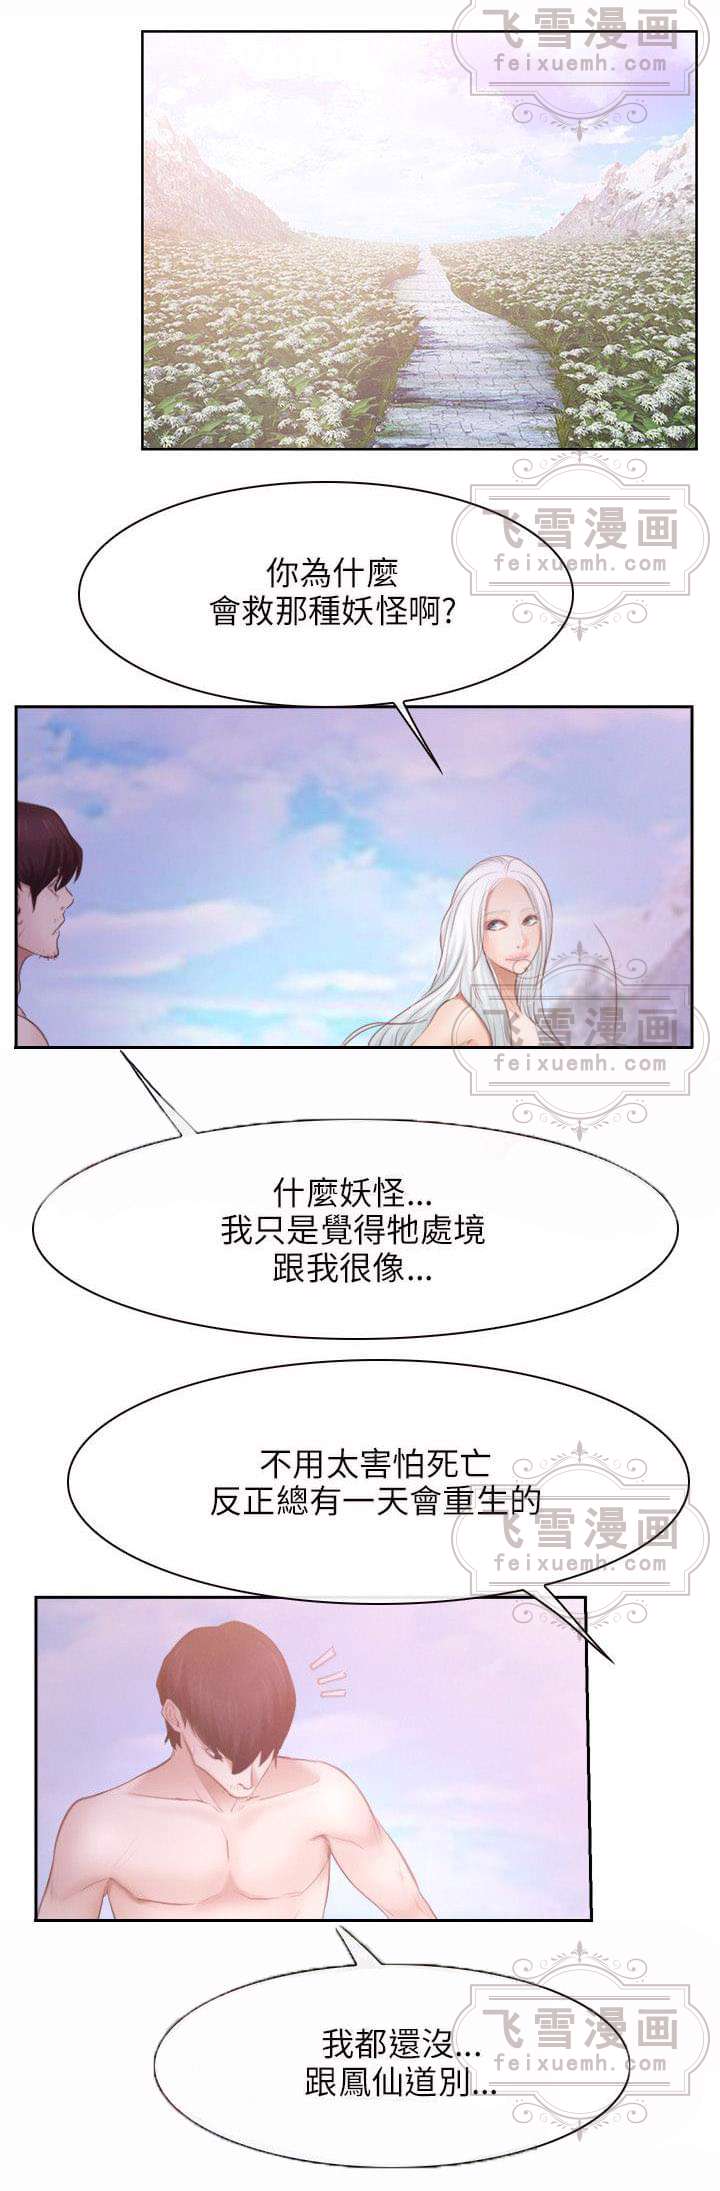 飞雪漫画
feixuemh.com
飞雪漫画
feixuemh.com
你為什麼
會救那種妖怪啊?
飞雪漫画
feixuemh.com
什麼妖怪...
我只是覺得牠處境
跟我很像...
不用太害怕死亡
反正總有一天會重生的
飞雪漫画
feixuemh.com
我都還沒...
跟鳳仙道別...
飞雪漫画
feixuemh.com